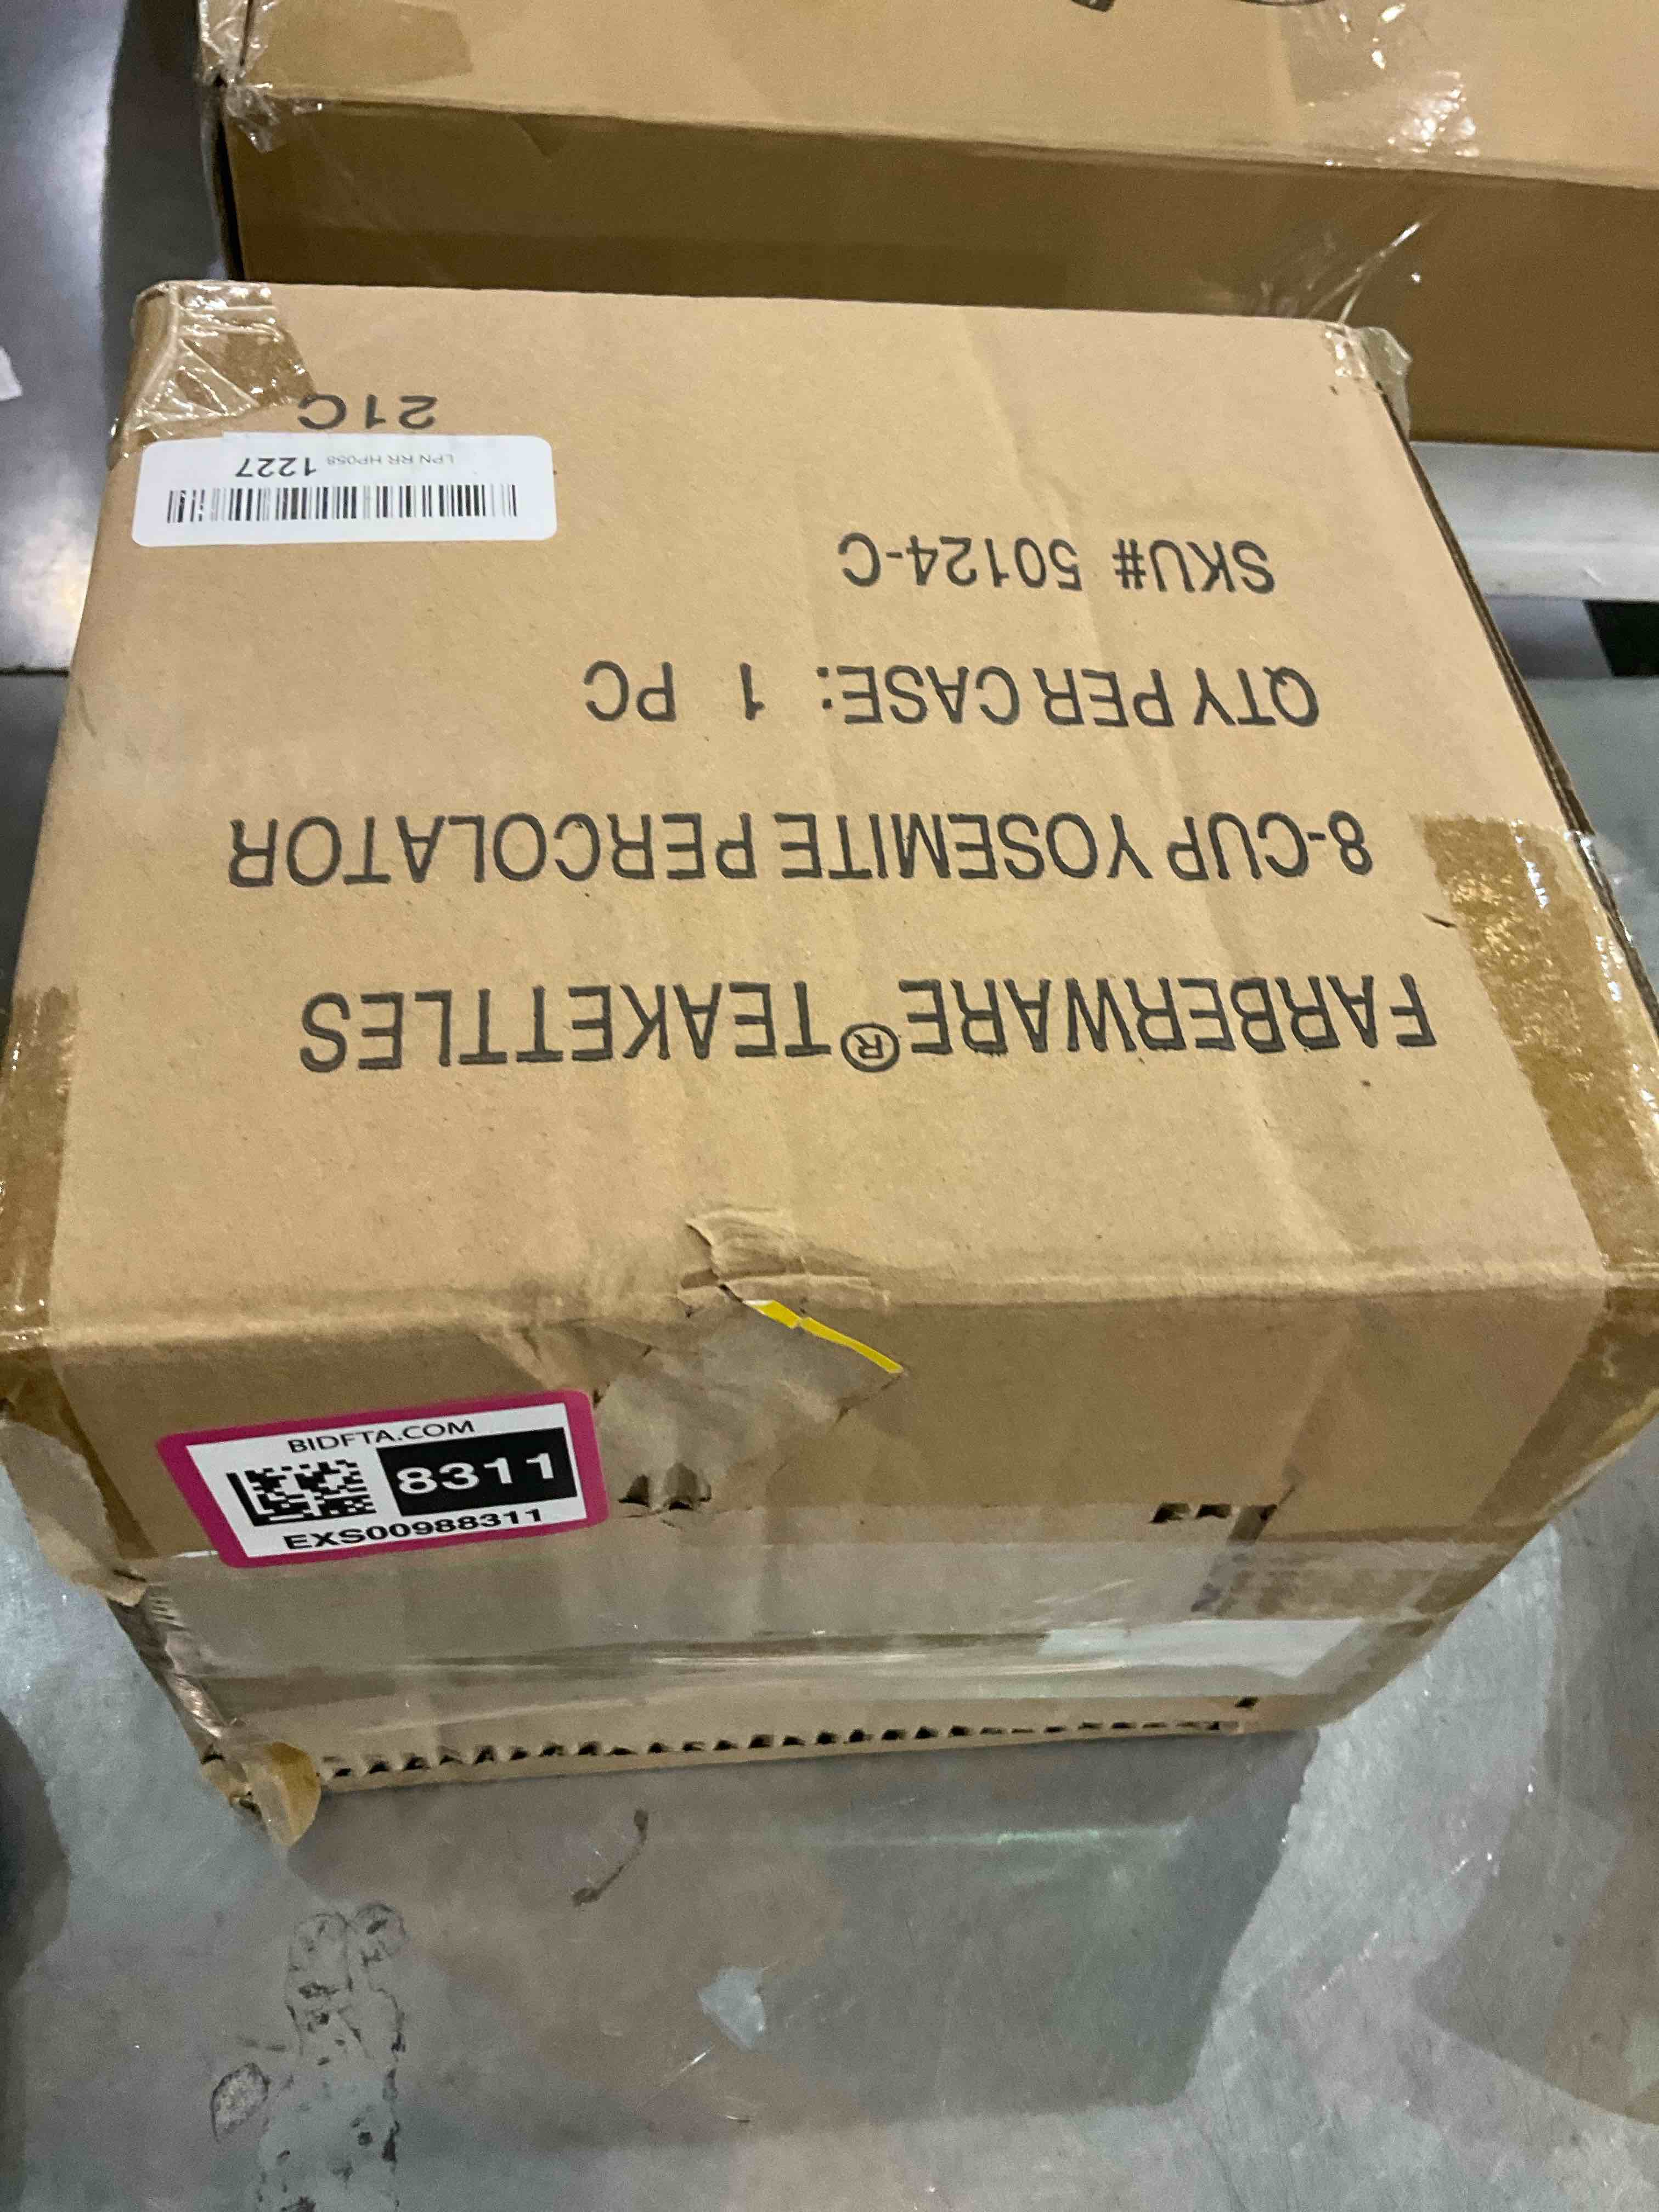 FARBERWARE® TEAKETTLES
8-CUP YOSEMITE PERCOLATOR
QTY PER CASE: 1 PC
SKU# 50124-C
LPN RR HP058 1227
21C
BIDFTA.COM
8311
EXS00988311